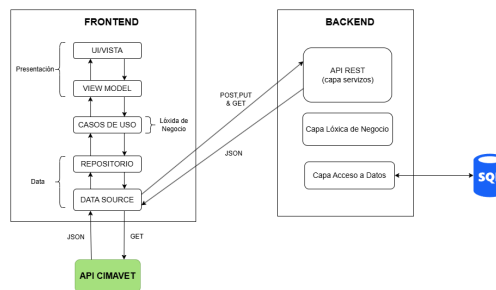 FRONTEND
BACKEND
UI/VISTA
Presentación
VIEW MODEL
CASOS DE USO
Lóxida de
Negocio
REPOSITORIO
Data
DATA SOURCE
POST,PUT
& GET
JSON
API REST
(capa servizos)
Capa Lóxica de Negocio
Capa Acceso a Datos
JSON
GET
API CIMAVET